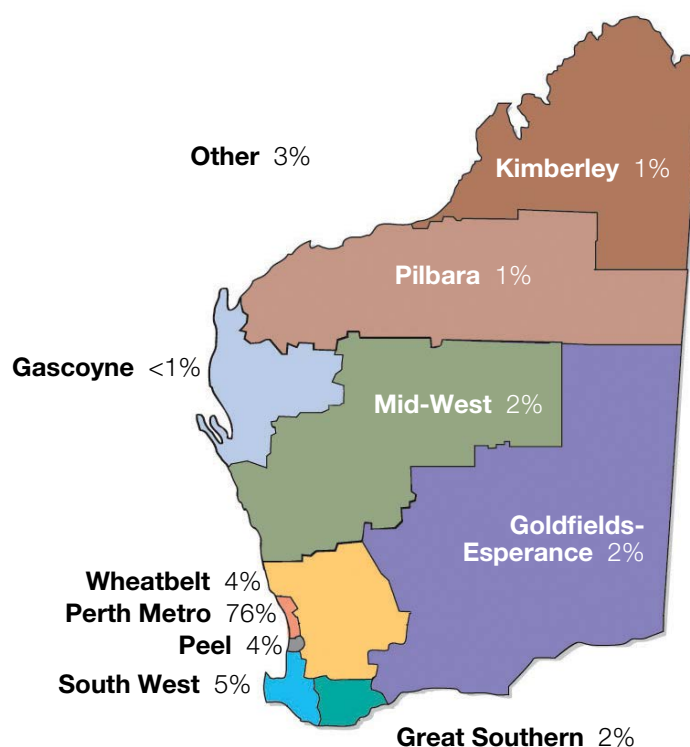 Other 3%
Kimberley 1%
Pilbara 1%
Gascoyne <1%
Mid-West 2%
Goldfields-
Esperance 2%
Wheatbelt 4%
Perth Metro 76%
Peel 4%
South West 5%
Great Southern 2%